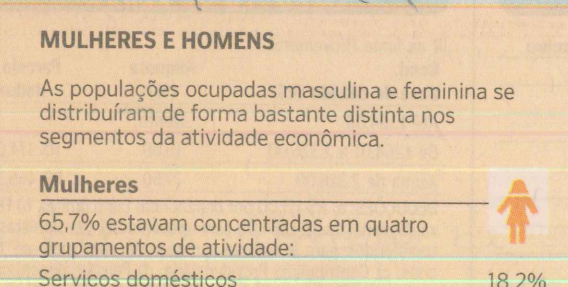 MULHERES E HOMENS
As populações ocupadas masculina e feminina se
distribuíram de forma bastante distinta nos
segmentos da atividade econômica.
Mulheres
65,7% estavam concentradas em quatro
grupamentos de atividade:
Serviços domésticos 18,2%